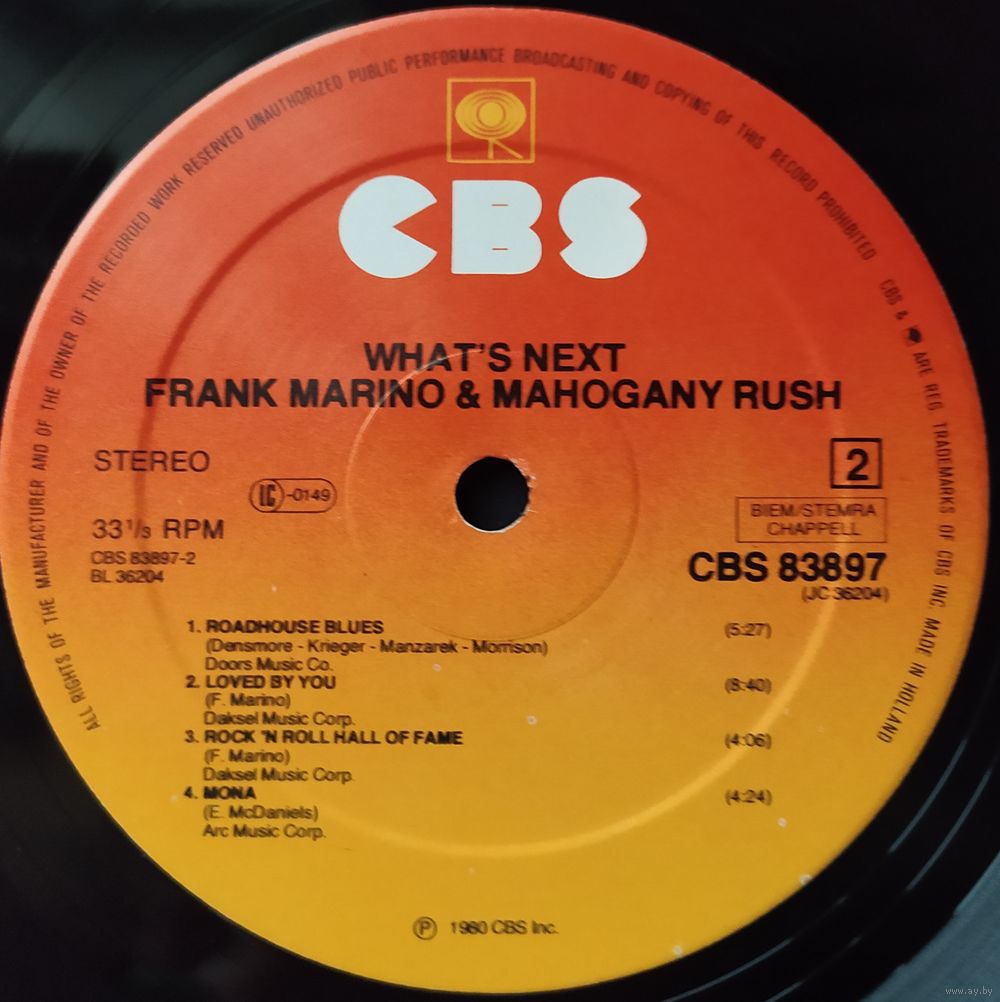 ALL RIGHTS OF THE MANUFACTURER AND OF THE OWNER OF THE RECORDED WORK RESERVED UNAUTHORIZED PUBLIC PERFORMANCE BROADCASTING AND COPYING OF THIS RECORD PROHIBITED CBS & ARE REG. TRADEMARKS OF CBS INC. MADE IN HOLLAND
CBS
WHAT'S NEXT
FRANK MARINO & MAHOGANY RUSH
STEREO
2
LC-0149
BIEM/STEMRA
CHAPPELL
33 1/3 RPM
CBS 83897-2
BL 36204
CBS 83897
(JC 36204)
1. ROADHOUSE BLUES (5:27)
(Densmore - Krieger - Manzarek - Morrison)
Doors Music Co.
2. LOVED BY YOU (8:40)
(F. Marino)
Daksel Music Corp.
3. ROCK 'N ROLL HALL OF FAME (4:06)
(F. Marino)
Daksel Music Corp.
4. MONA (4:24)
(E. McDaniels)
Arc Music Corp.
Ⓟ 1980 CBS Inc.
www.ay.by